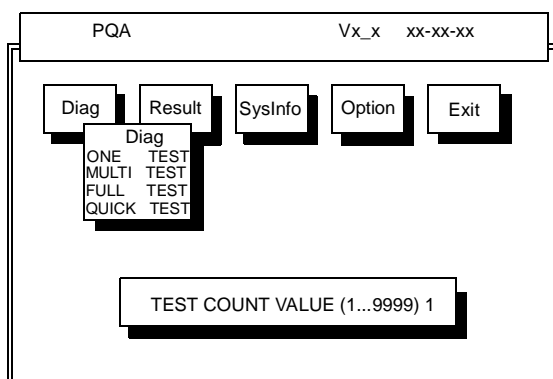 PQA Vx_x xx-xx-xx
Diag Result SysInfo Option Exit
Diag
ONE TEST
MULTI TEST
FULL TEST
QUICK TEST
TEST COUNT VALUE (1...9999) 1